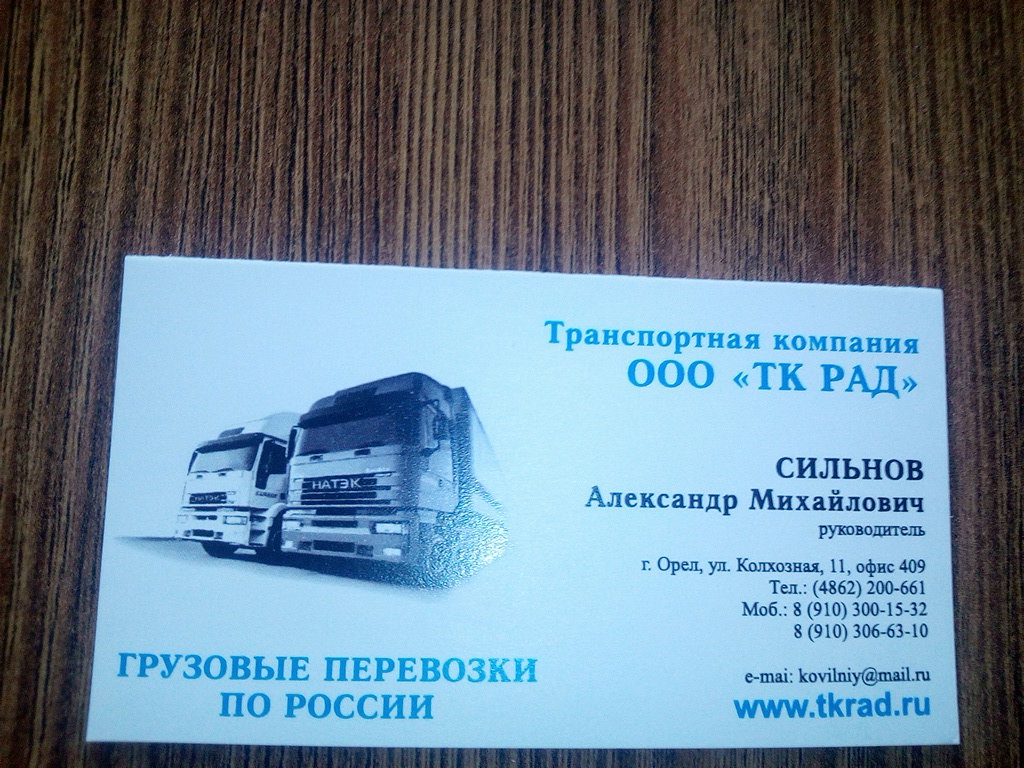 Транспортная компания
ООО «ТК РАД»
НАТЭК
НАТЭК
СИЛЬНОВ
Александр Михайлович
руководитель
г. Орел, ул. Колхозная, 11, офис 409
Тел.: (4862) 200-661
Моб.: 8 (910) 300-15-32
8 (910) 306-63-10
e-mai: kovilniy@mail.ru
www.tkrad.ru
ГРУЗОВЫЕ ПЕРЕВОЗКИ
ПО РОССИИ